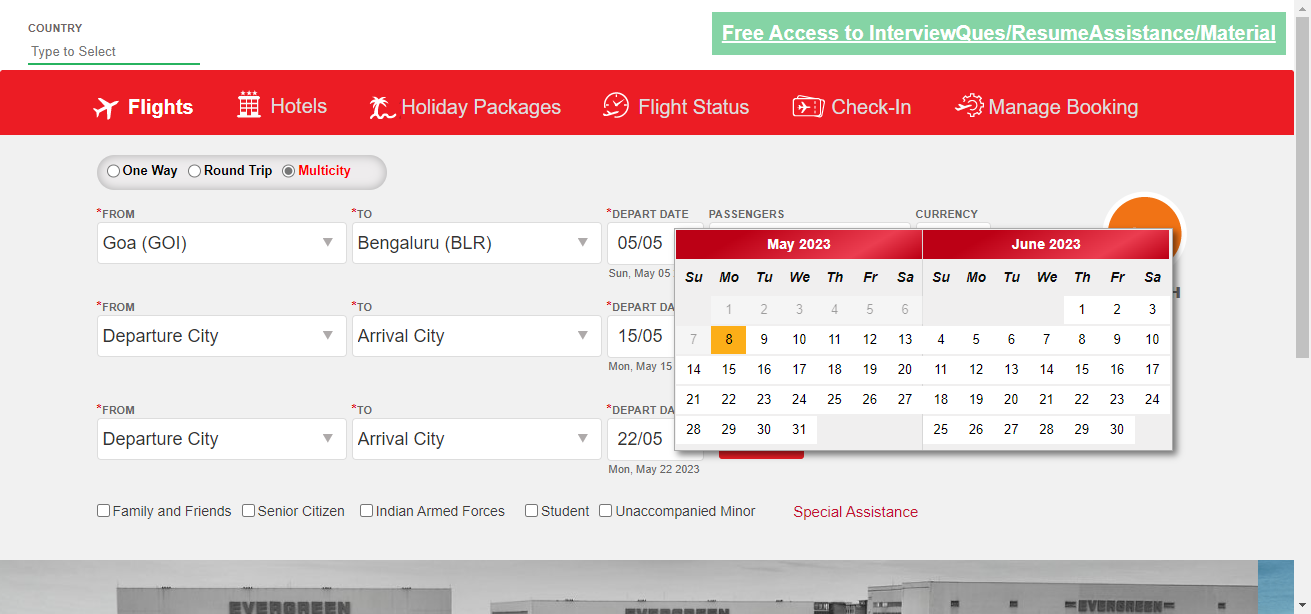 COUNTRY
Type to Select
Free Access to InterviewQues/ResumeAssistance/Material
Flights
Hotels
Holiday Packages
Flight Status
Check-In
Manage Booking
One Way
Round Trip
Multicity
*FROM
*TO
*DEPART DATE
PASSENGERS
CURRENCY
Goa (GOI)
Bengaluru (BLR)
05/05
Sun, May 05
May 2023
June 2023
Su Mo Tu We Th Fr Sa
Su Mo Tu We Th Fr Sa
1 2 3 4 5 6
1 2 3
7 8 9 10 11 12 13
4 5 6 7 8 9 10
14 15 16 17 18 19 20
11 12 13 14 15 16 17
21 22 23 24 25 26 27
18 19 20 21 22 23 24
28 29 30 31
25 26 27 28 29 30
*FROM
*TO
*DEPART DA
Departure City
Arrival City
15/05
Mon, May 15
*FROM
*TO
*DEPART DA
Departure City
Arrival City
22/05
Mon, May 22 2023
Family and Friends
Senior Citizen
Indian Armed Forces
Student
Unaccompanied Minor
Special Assistance
EVERGREEN
EVERGREEN
EVERGREEN